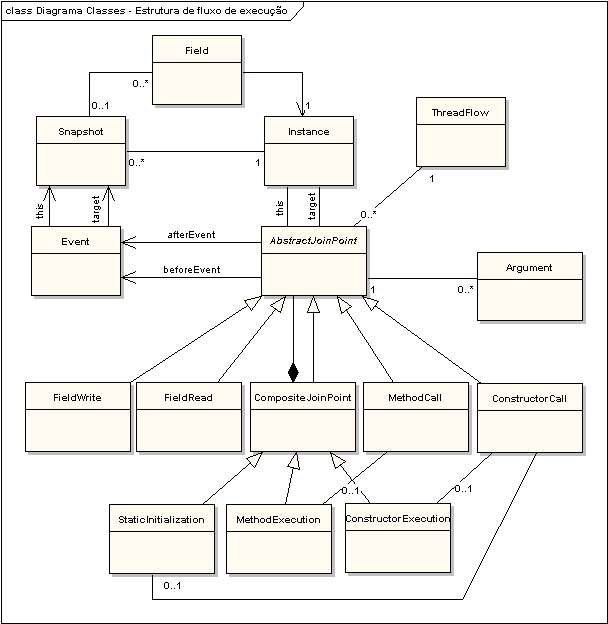 class Diagrama Classes - Estrutura de fluxo de execução
Field
0..*
0..1
1
Snapshot
Instance
ThreadFlow
0..*
1
1
this
target
this
target
0..*
Event
afterEvent
beforeEvent
AbstractJoinPoint
Argument
1
0..*
FieldWrite
FieldRead
CompositeJoinPoint
MethodCall
ConstructorCall
0..1
0..1
StaticInitialization
MethodExecution
ConstructorExecution
0..1